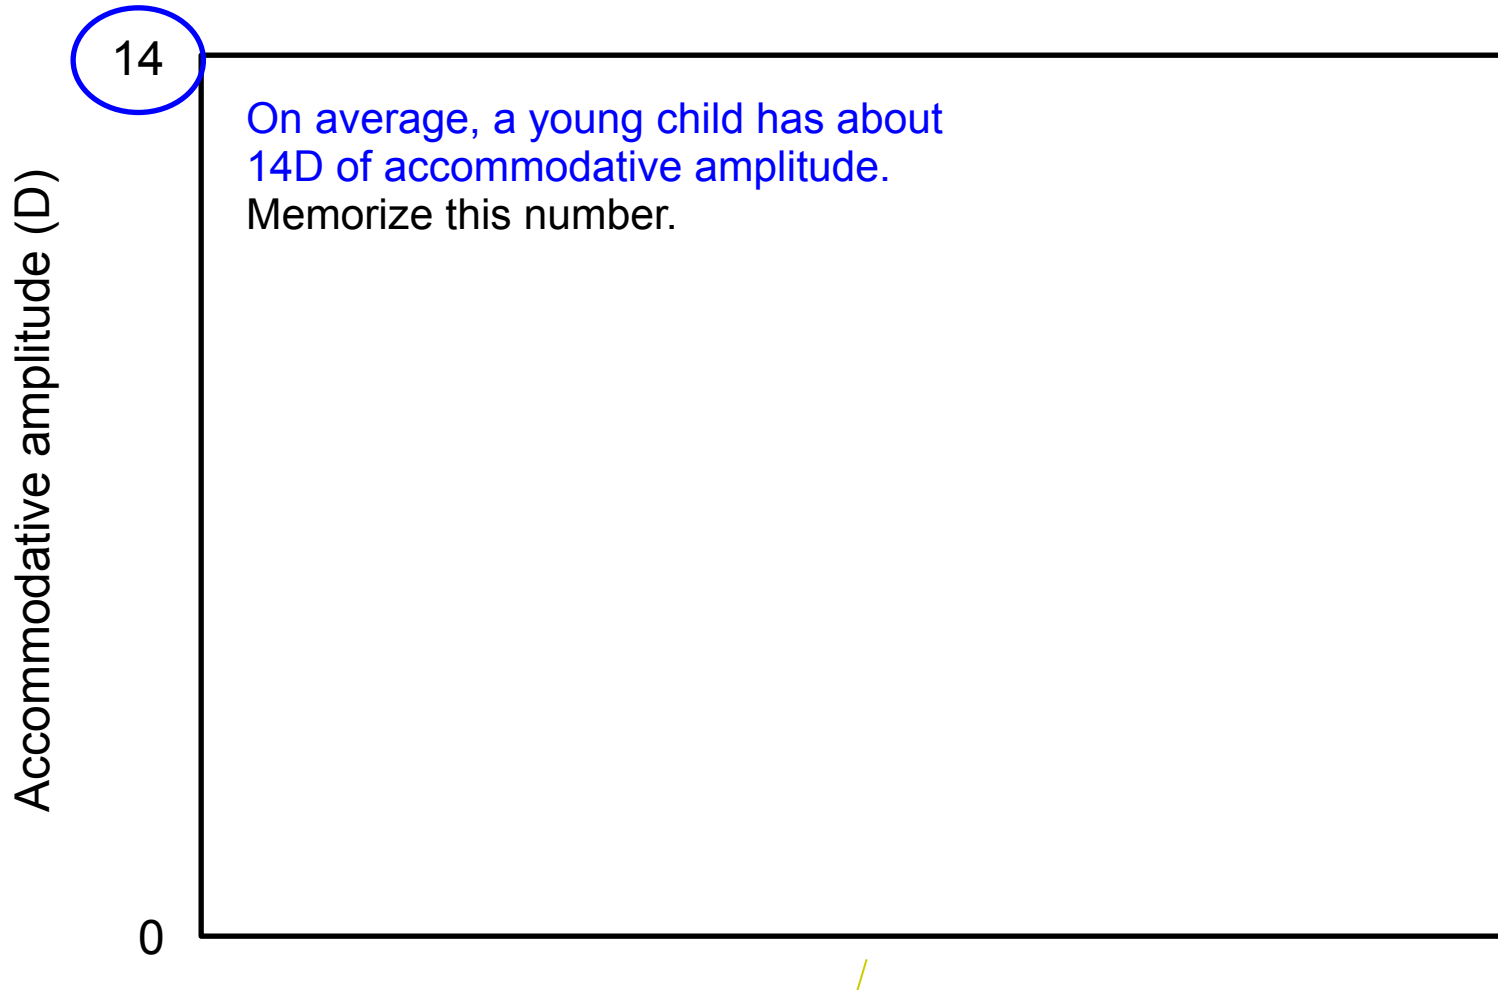 14
On average, a young child has about
14D of accommodative amplitude.
Memorize this number.
Accommodative amplitude (D)
0